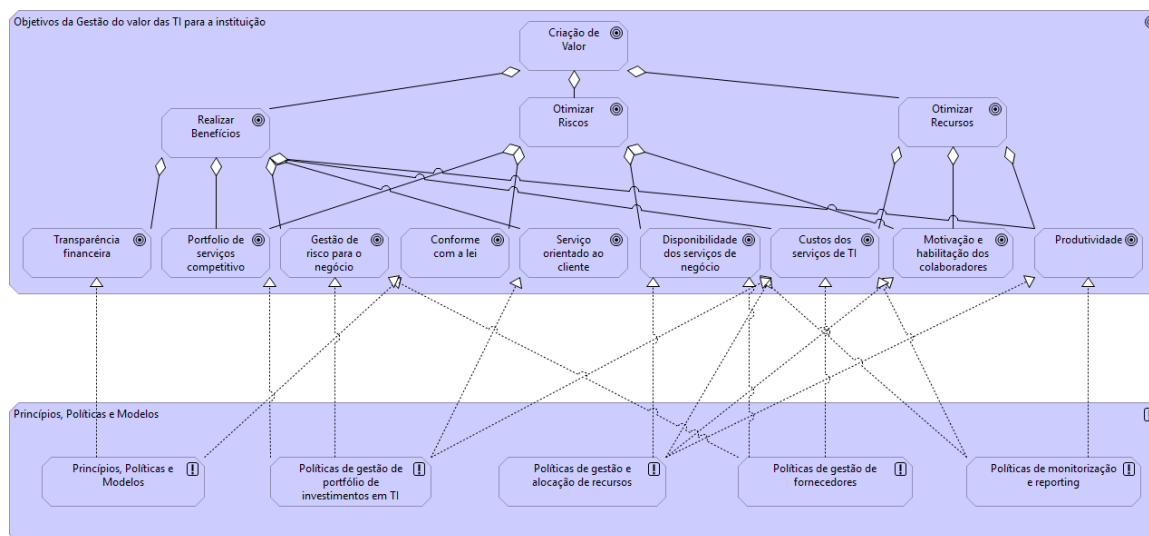 Objetivos da Gestão do valor das TI para a instituição
Criação de
Valor
Realizar
Benefícios
Otimizar
Riscos
Otimizar
Recursos
Transparência
financeira
Portfolio de
serviços
competitivo
Gestão de
risco para o
negócio
Conforme
com a lei
Serviço
orientado ao
cliente
Disponibilidade
dos serviços de
negócio
Custos dos
serviços de TI
Motivação e
habilitação dos
colaboradores
Produtividade
Princípios, Políticas e Modelos
Princípios, Políticas e
Modelos
Políticas de gestão de
portfólio de
investimentos em TI
Políticas de gestão e
alocação de recursos
Políticas de gestão de
fornecedores
Políticas de monitorização
e reporting